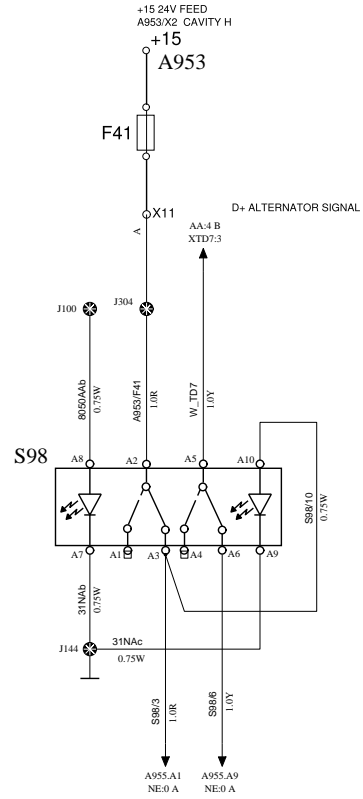 +15 24V FEED
A953/X2 CAVITY H
+15
A953
F41
X11
A
D+ ALTERNATOR SIGNAL
AA:4 B
XTD7:3
J100
J304
8050AAb
0.75W
A953/F41
1.0R
W_TD7
1.0Y
S98
A8
A2
A5
A10
S98/10
0.75W
A7
A1
A3
A4
A6
A9
31NAb
0.75W
J144
31NAc
0.75W
S98/3
1.0R
S98/6
1.0Y
A955.A1
NE:0 A
A955.A9
NE:0 A